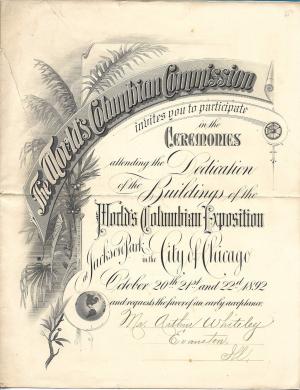 The World's Columbian Commission
invites you to participate
in the
Ceremonies
attending the Dedication
of the Buildings of the
World's Columbian Exposition
Jackson Park in the City of Chicago
October 20th 21st and 22nd 1892
and requests the favor of an early acceptance.
Mr. Arthur Whiteley
Evanston
Ill